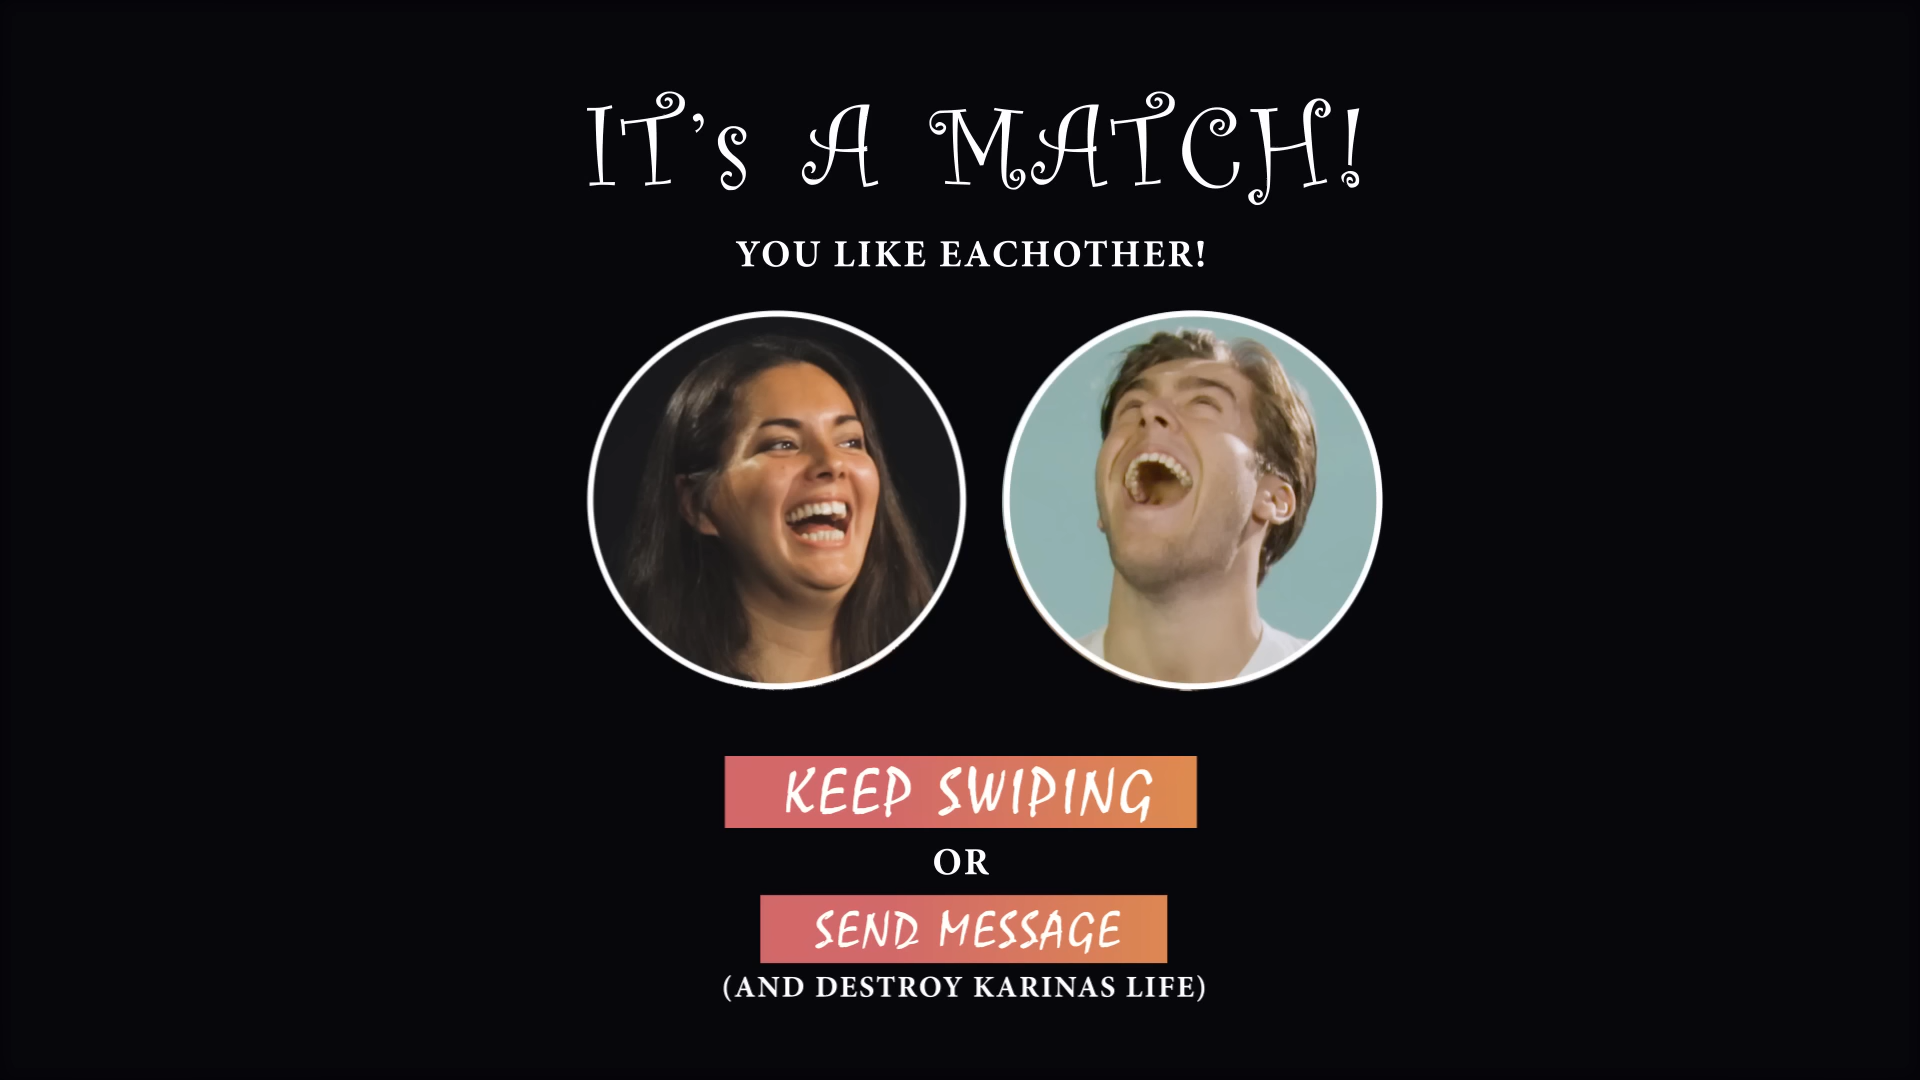 IT's A MATCH!
YOU LIKE EACHOTHER!
KEEP SWIPING
OR
SEND MESSAGE
(AND DESTROY KARINAS LIFE)